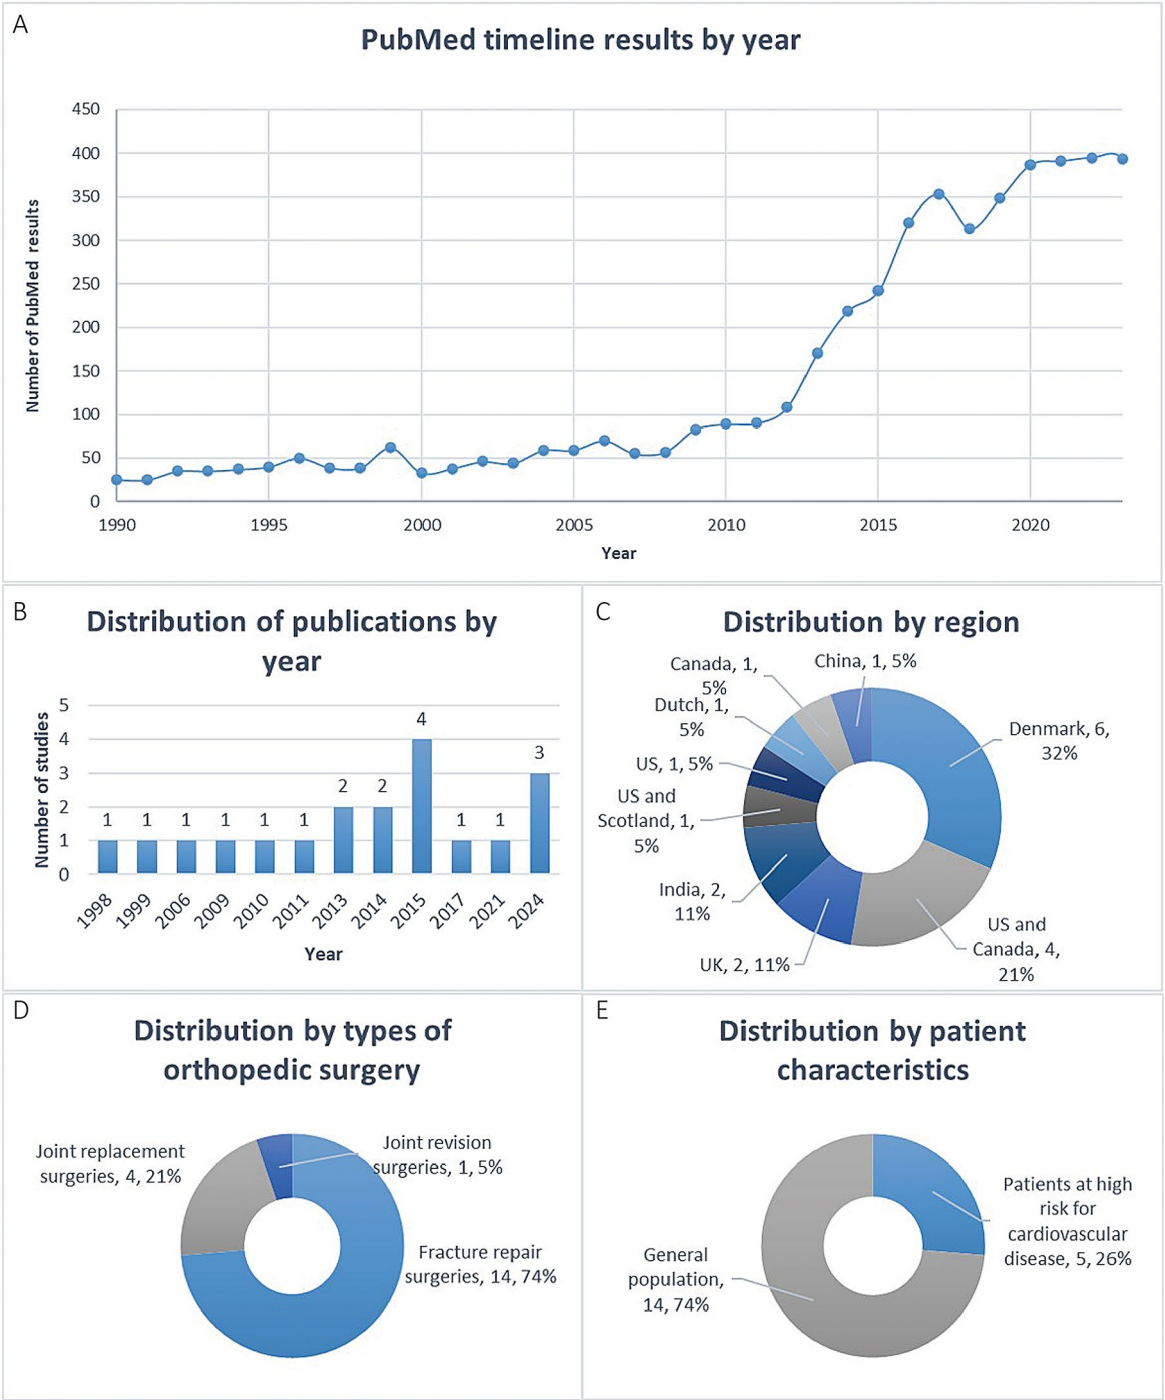 A
PubMed timeline results by year
450
400
350
300
250
200
150
100
50
0
Number of PubMed results
1990
1995
2000
2005
2010
2015
2020
Year
B
Distribution of publications by
year
5
4
3
2
1
0
Number of studies
1
1
1
1
1
1
2
2
4
1
1
3
1998
1999
2006
2009
2010
2011
2013
2014
2015
2017
2021
2024
Year
C
Distribution by region
Canada, 1,
5%
China, 1, 5%
Dutch, 1,
5%
Denmark, 6,
32%
US, 1, 5%
US and
Scotland, 1,
5%
India, 2,
11%
UK, 2, 11%
US and
Canada, 4,
21%
D
Distribution by types of
orthopedic surgery
Joint replacement
surgeries, 4, 21%
Joint revision
surgeries, 1, 5%
Fracture repair
surgeries, 14, 74%
E
Distribution by patient
characteristics
Patients at high
risk for
cardiovascular
disease, 5, 26%
General
population,
14, 74%